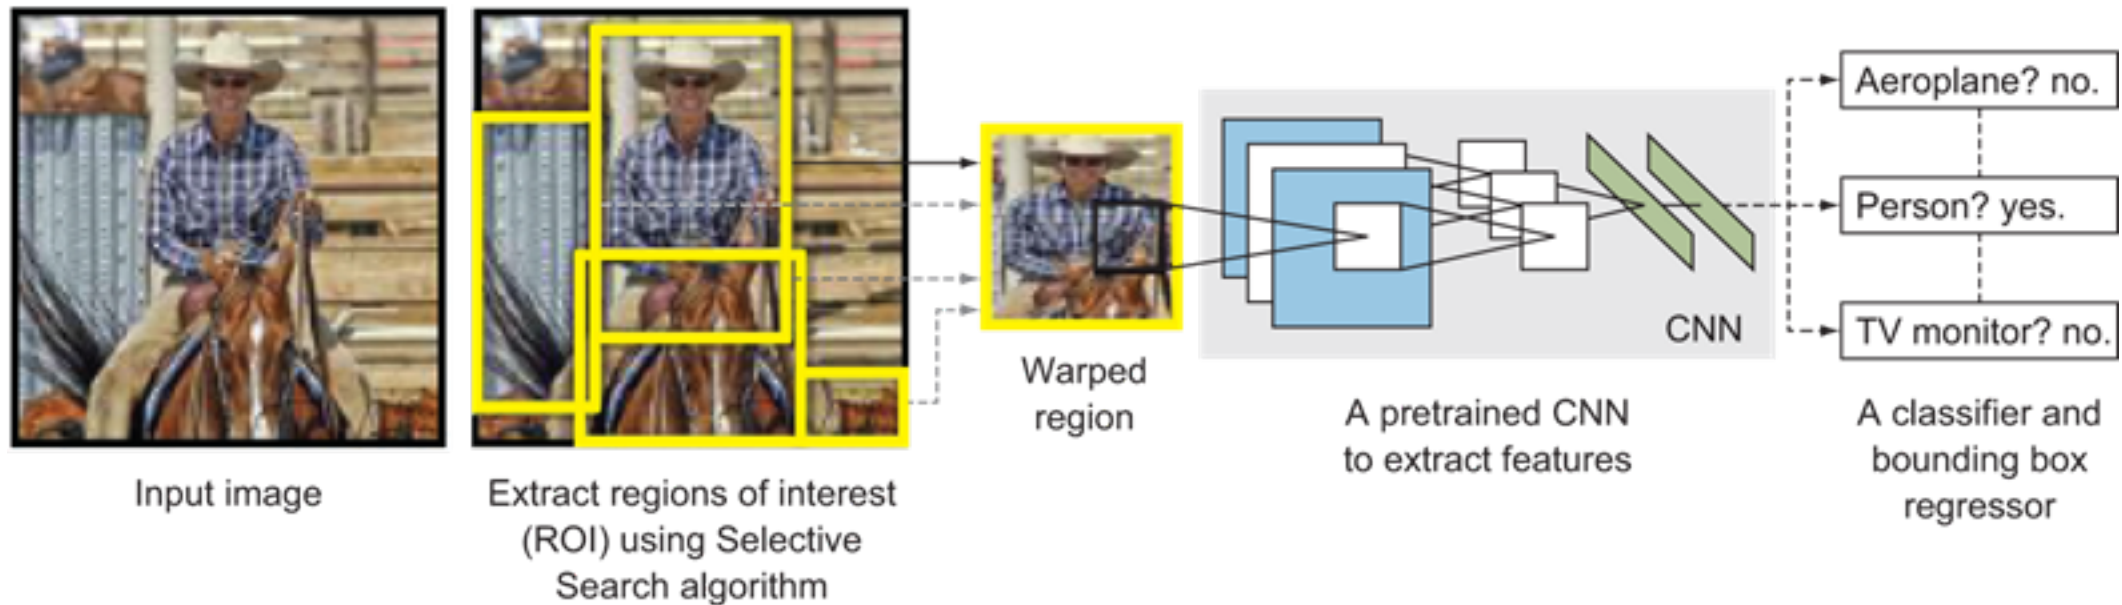 Aeroplane? no.
Person? yes.
CNN
TV monitor? no.
Input image
Extract regions of interest
(ROI) using Selective
Search algorithm
Warped
region
A pretrained CNN
to extract features
A classifier and
bounding box
regressor